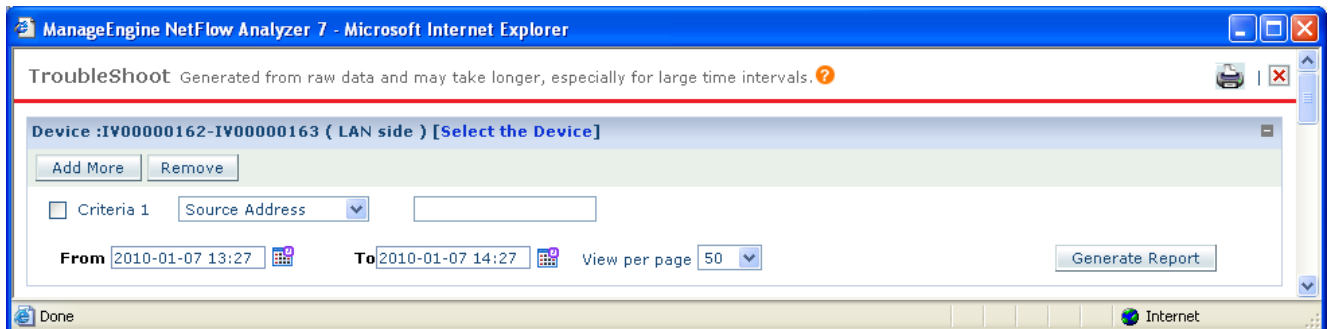 ManageEngine NetFlow Analyzer 7 - Microsoft Internet Explorer
TroubleShoot Generated from raw data and may take longer, especially for large time intervals. ?
|
Device :IV00000162-IV00000163 ( LAN side ) [Select the Device]
Add More Remove
Criteria 1 Source Address
From 2010-01-07 13:27 To 2010-01-07 14:27 View per page 50 Generate Report
Done Internet